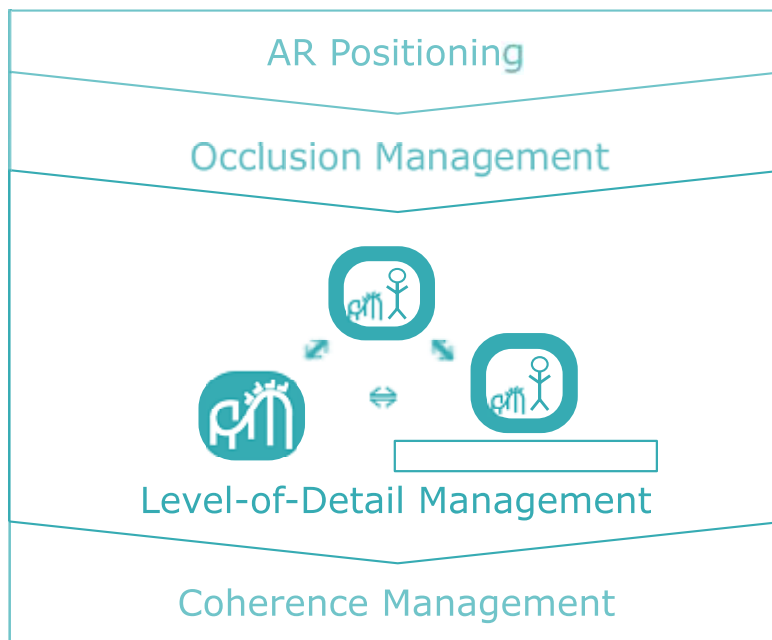 AR Positioning
Occlusion Management
Level-of-Detail Management
Coherence Management